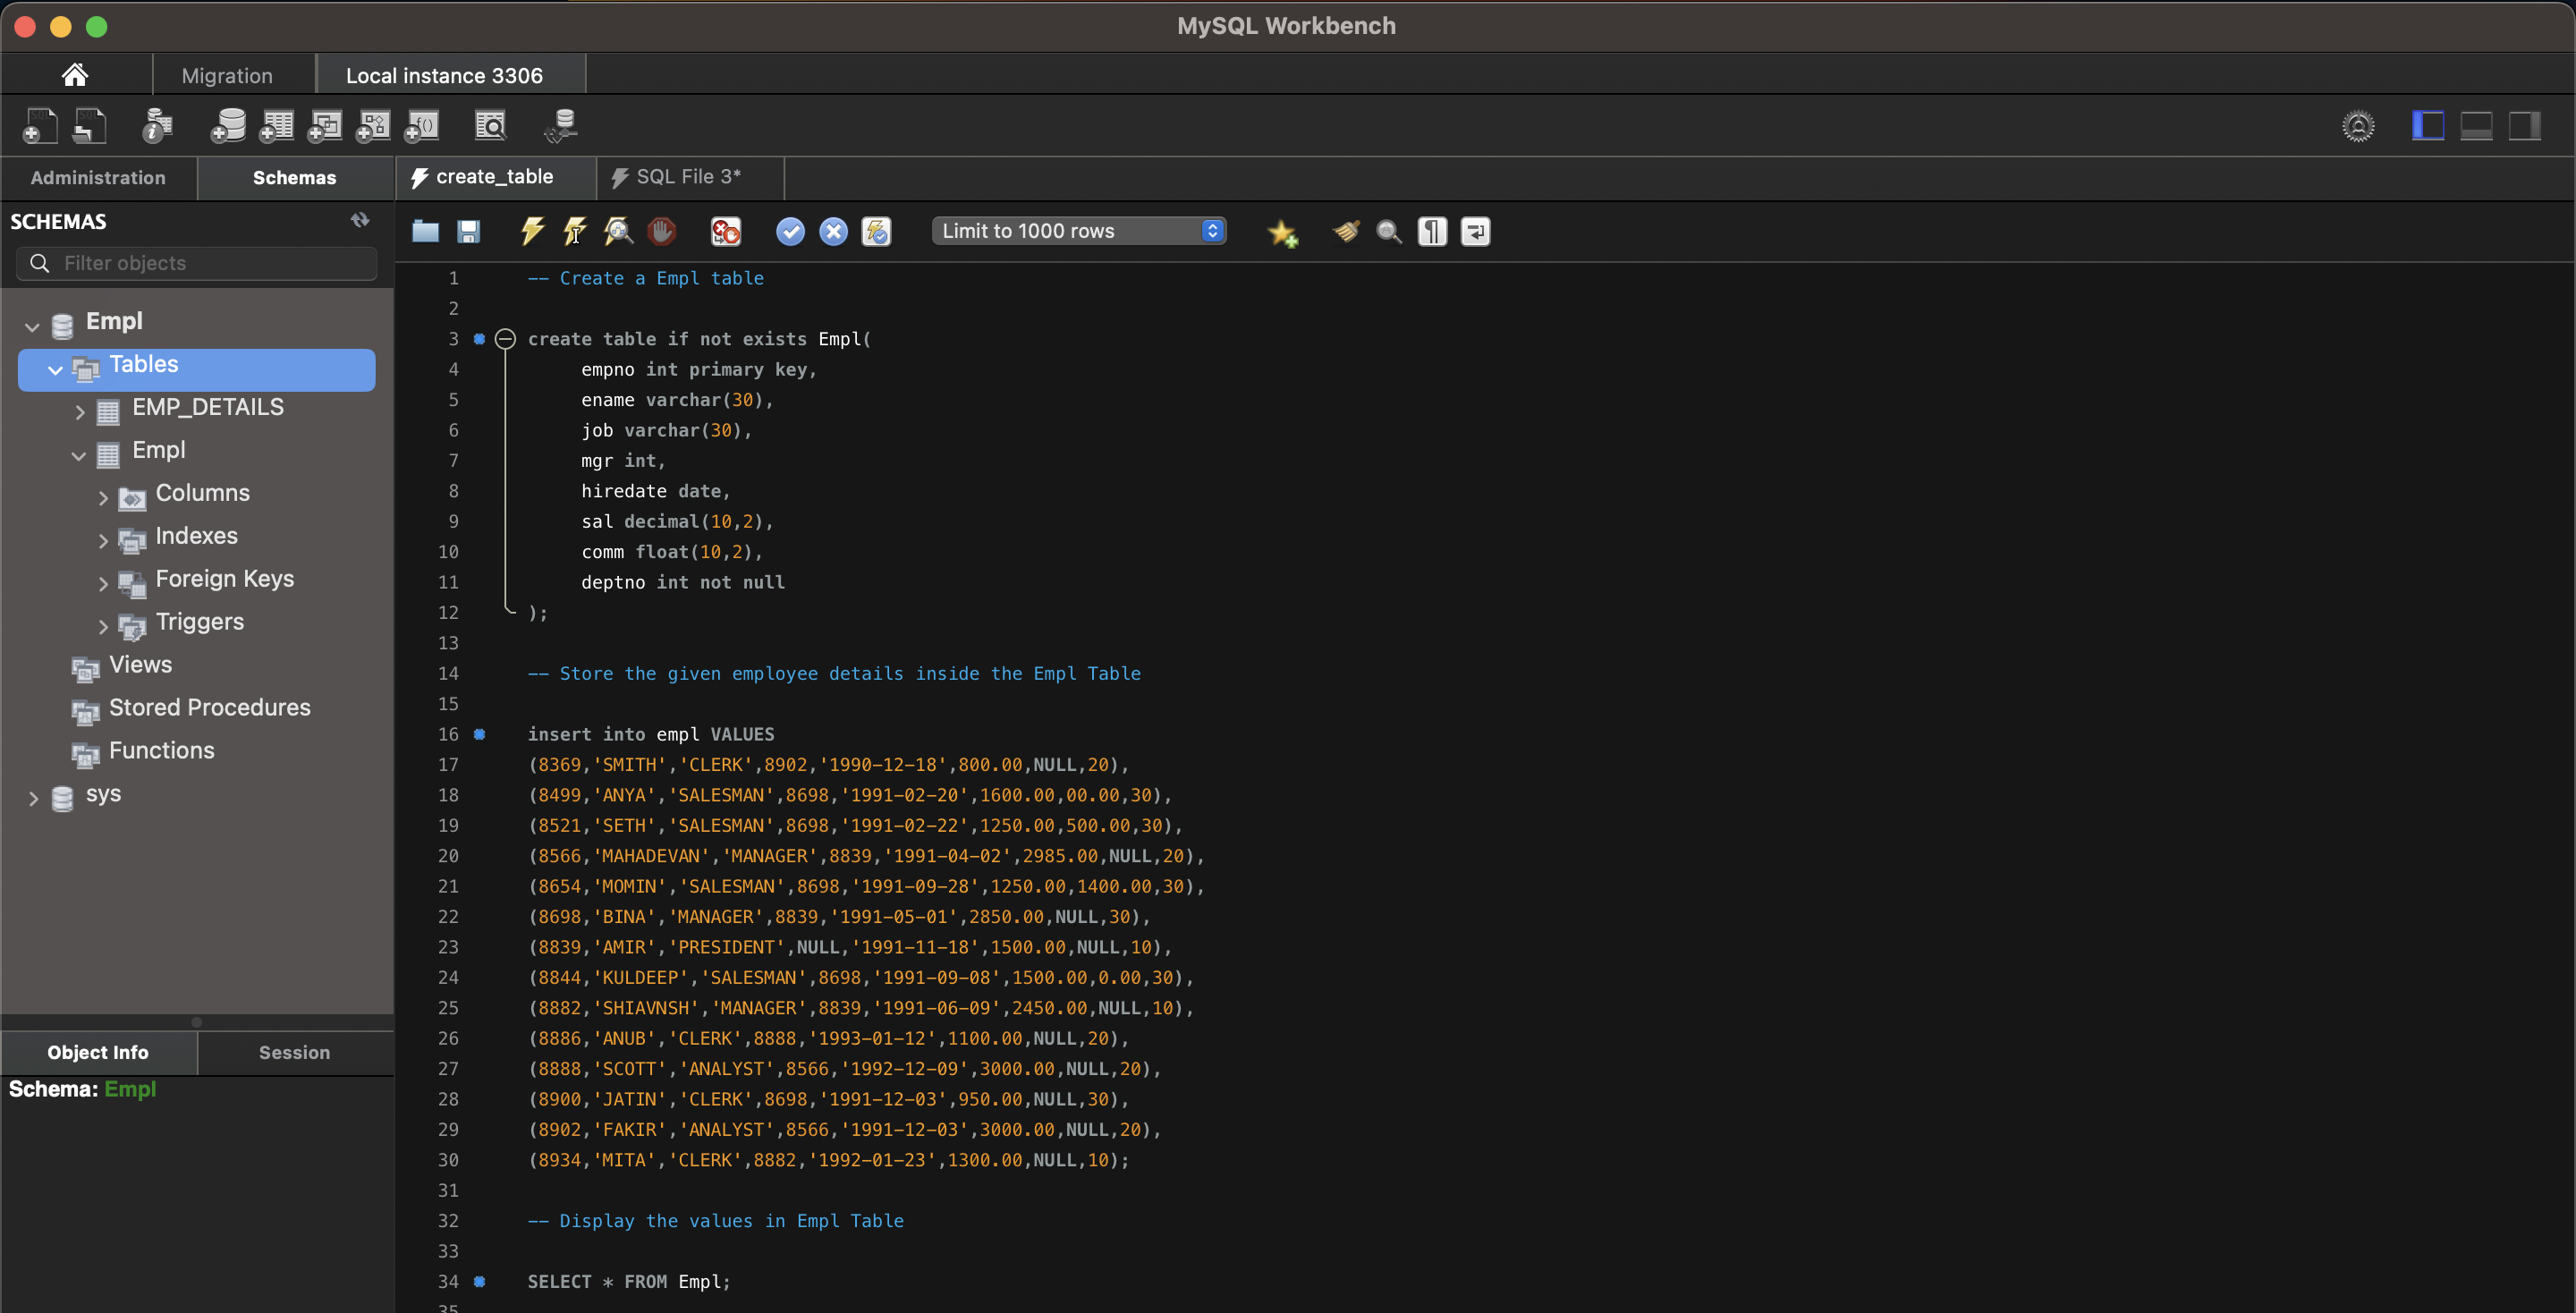 MySQL Workbench
Migration
Local instance 3306
Administration
Schemas
create_table
SQL File 3*
SCHEMAS
Filter objects
Limit to 1000 rows
Empl
Tables
EMP_DETAILS
Empl
Columns
Indexes
Foreign Keys
Triggers
Views
Stored Procedures
Functions
sys
Object Info
Session
Schema: Empl
1 -- Create a Empl table
2
3 create table if not exists Empl(
4 empno int primary key,
5 ename varchar(30),
6 job varchar(30),
7 mgr int,
8 hiredate date,
9 sal decimal(10,2),
10 comm float(10,2),
11 deptno int not null
12 );
13
14 -- Store the given employee details inside the Empl Table
15
16 insert into empl VALUES
17 (8369,'SMITH','CLERK',8902,'1990-12-18',800.00,NULL,20),
18 (8499,'ANYA','SALESMAN',8698,'1991-02-20',1600.00,00.00,30),
19 (8521,'SETH','SALESMAN',8698,'1991-02-22',1250.00,500.00,30),
20 (8566,'MAHADEVAN','MANAGER',8839,'1991-04-02',2985.00,NULL,20),
21 (8654,'MOMIN','SALESMAN',8698,'1991-09-28',1250.00,1400.00,30),
22 (8698,'BINA','MANAGER',8839,'1991-05-01',2850.00,NULL,30),
23 (8839,'AMIR','PRESIDENT',NULL,'1991-11-18',1500.00,NULL,10),
24 (8844,'KULDEEP','SALESMAN',8698,'1991-09-08',1500.00,0.00,30),
25 (8882,'SHIAVNSH','MANAGER',8839,'1991-06-09',2450.00,NULL,10),
26 (8886,'ANUB','CLERK',8888,'1993-01-12',1100.00,NULL,20),
27 (8888,'SCOTT','ANALYST',8566,'1992-12-09',3000.00,NULL,20),
28 (8900,'JATIN','CLERK',8698,'1991-12-03',950.00,NULL,30),
29 (8902,'FAKIR','ANALYST',8566,'1991-12-03',3000.00,NULL,20),
30 (8934,'MITA','CLERK',8882,'1992-01-23',1300.00,NULL,10);
31
32 -- Display the values in Empl Table
33
34 SELECT * FROM Empl;
35